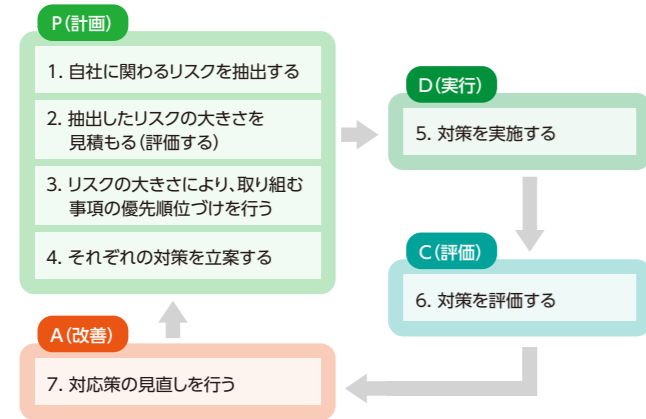 P(計画)
1. 自社に関わるリスクを抽出する
2. 抽出したリスクの大きさを
見積もる(評価する)
3. リスクの大きさにより、取り組む
事項の優先順位づけを行う
4. それぞれの対策を立案する
D(実行)
5. 対策を実施する
C(評価)
6. 対策を評価する
A(改善)
7. 対応策の見直しを行う